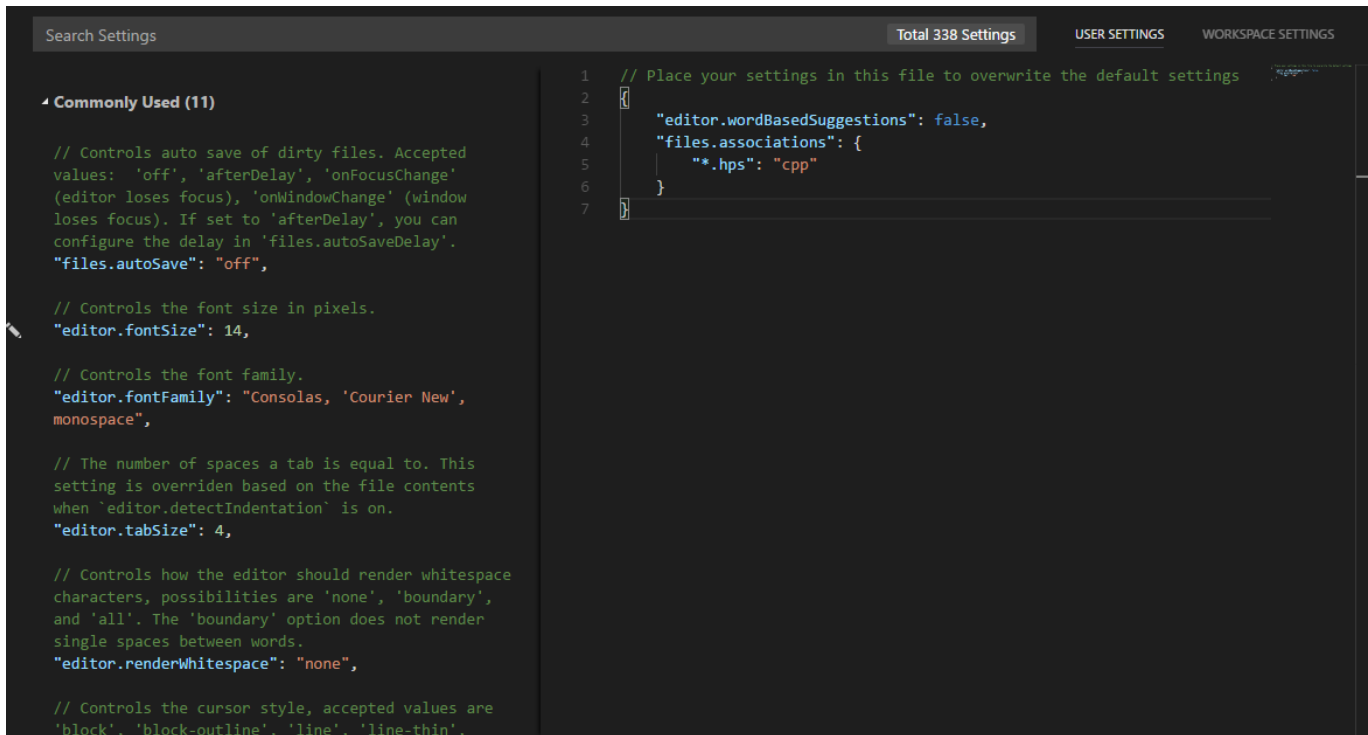 Search Settings
Total 338 Settings
USER SETTINGS
WORKSPACE SETTINGS
Commonly Used (11)
// Controls auto save of dirty files. Accepted
values:  'off', 'afterDelay', 'onFocusChange'
(editor loses focus), 'onWindowChange' (window
loses focus). If set to 'afterDelay', you can
configure the delay in 'files.autoSaveDelay'.
"files.autoSave": "off",
// Controls the font size in pixels.
"editor.fontSize": 14,
// Controls the font family.
"editor.fontFamily": "Consolas, 'Courier New',
monospace",
// The number of spaces a tab is equal to. This
setting is overriden based on the file contents
when `editor.detectIndentation` is on.
"editor.tabSize": 4,
// Controls how the editor should render whitespace
characters, possibilities are 'none', 'boundary',
and 'all'. The 'boundary' option does not render
single spaces between words.
"editor.renderWhitespace": "none",
// Controls the cursor style, accepted values are
'block', 'block-outline', 'line', 'line-thin',
1 // Place your settings in this file to overwrite the default settings
2 {
3 "editor.wordBasedSuggestions": false,
4 "files.associations": {
5 "*.hps": "cpp"
6 }
7 }